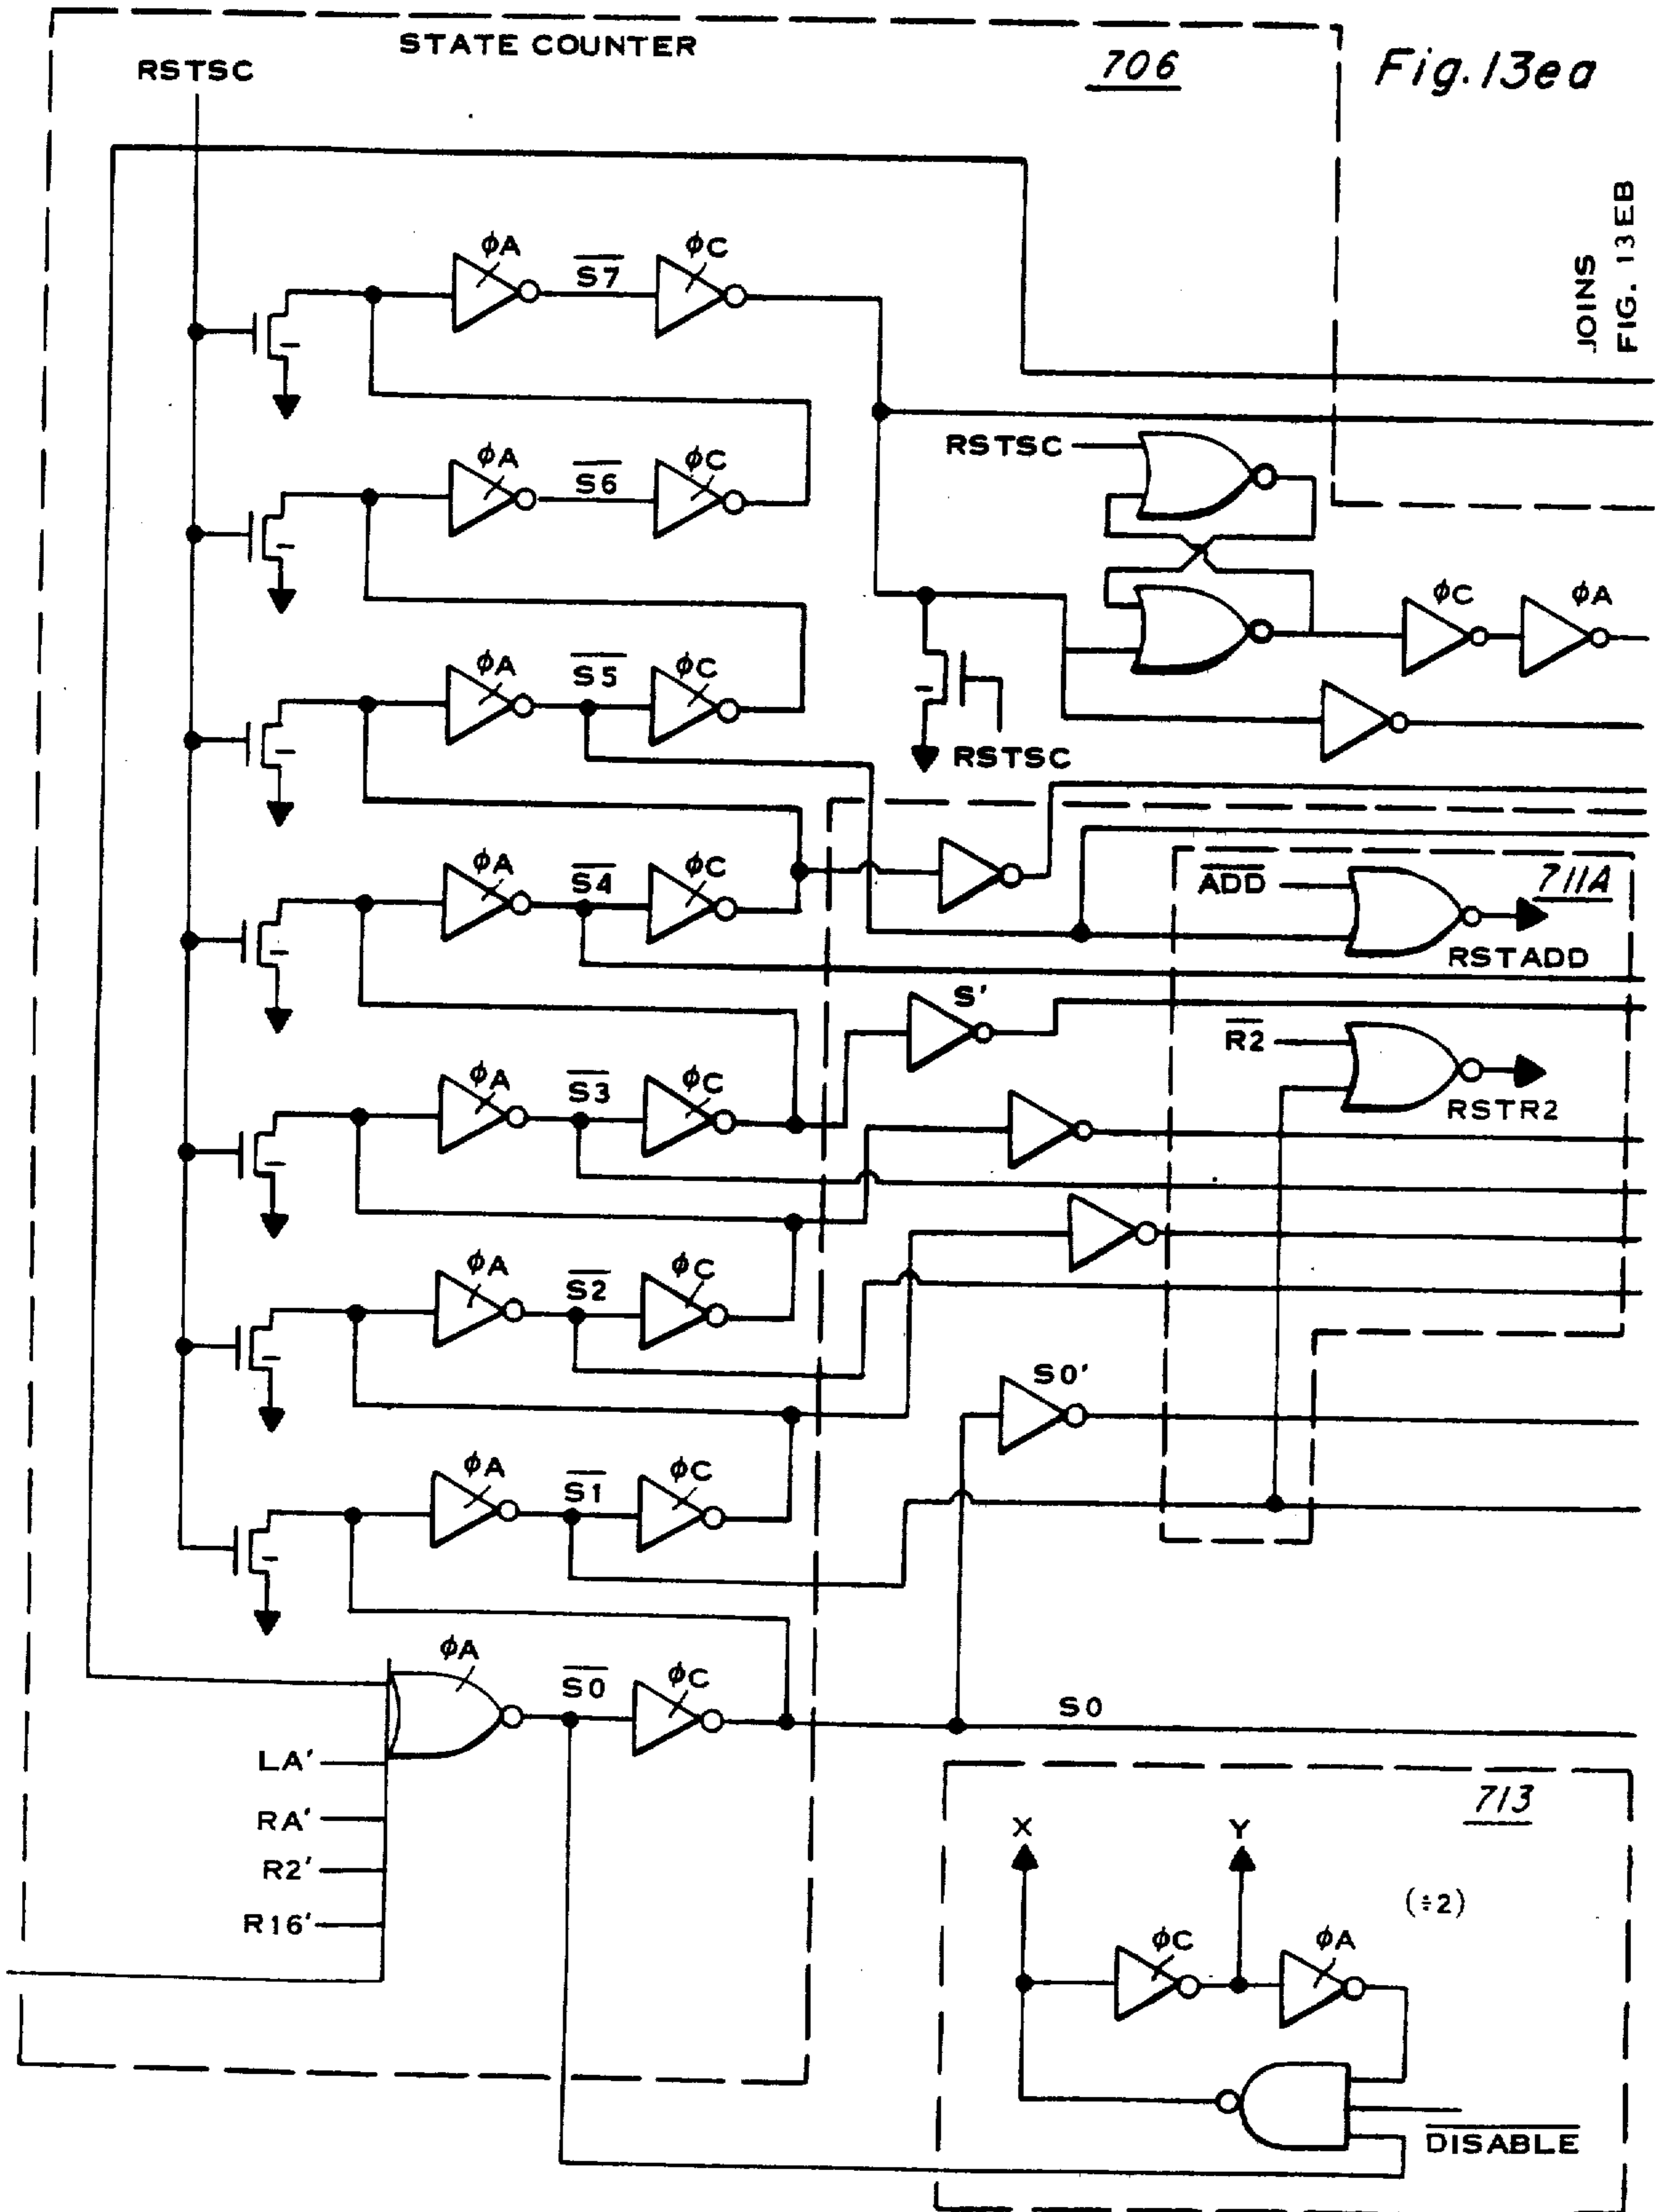 STATE COUNTER
706
Fig. 13ea
RSTSC
JOINS
FIG. 13EB
φA
S7
φC
RSTSC
φA
S6
φC
φC
φA
φA
S5
φC
RSTSC
φA
S4
φC
ADD
711A
RSTADD
S'
R2
RSTR2
φA
S3
φC
φA
S2
φC
S0'
φA
S1
φC
φA
S0
φC
S0
LA'
RA'
R2'
R16'
713
X
Y
(÷2)
φC
φA
DISABLE